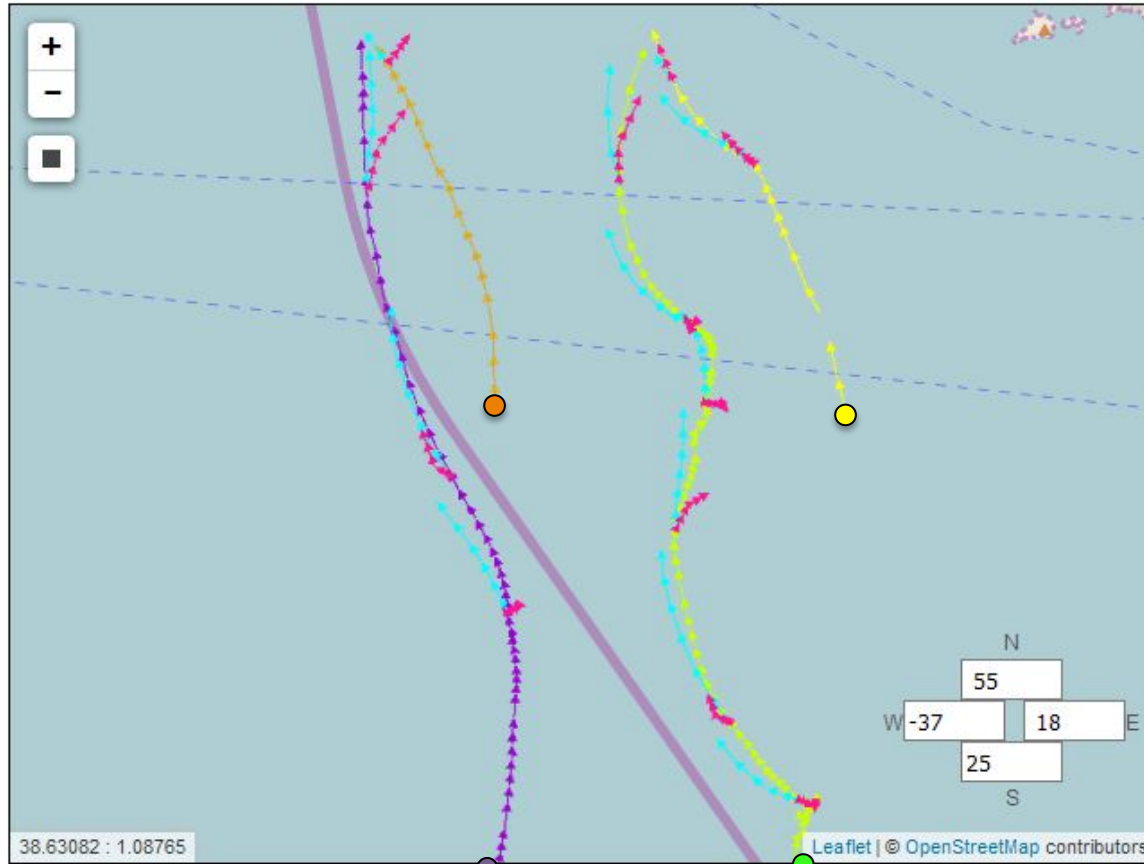 +
−
N
55
W -37 18 E
25
S
38.63082 : 1.08765
Leaflet | © OpenStreetMap contributors